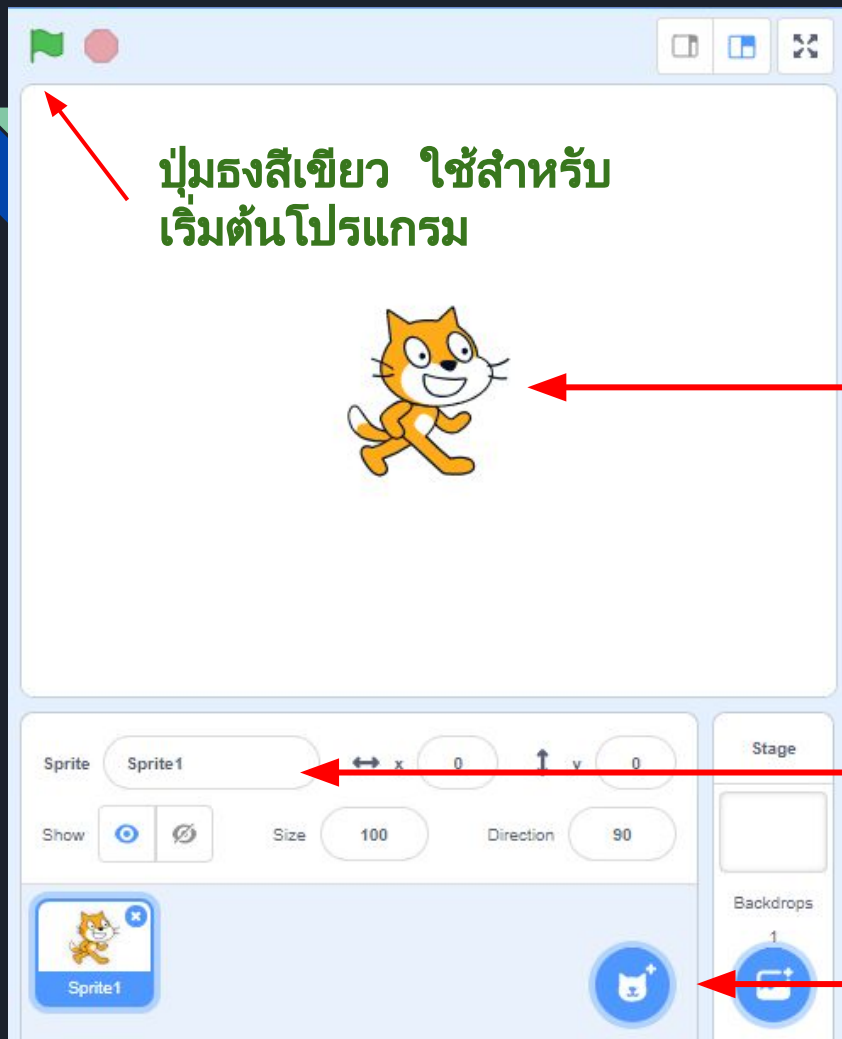 ปุ่มธงสีเขียว ใช้สำหรับ
เริ่มต้นโปรแกรม
Sprite Sprite1 x 0 y 0
Stage
Show Size 100 Direction 90
Backdrops
1
Sprite1